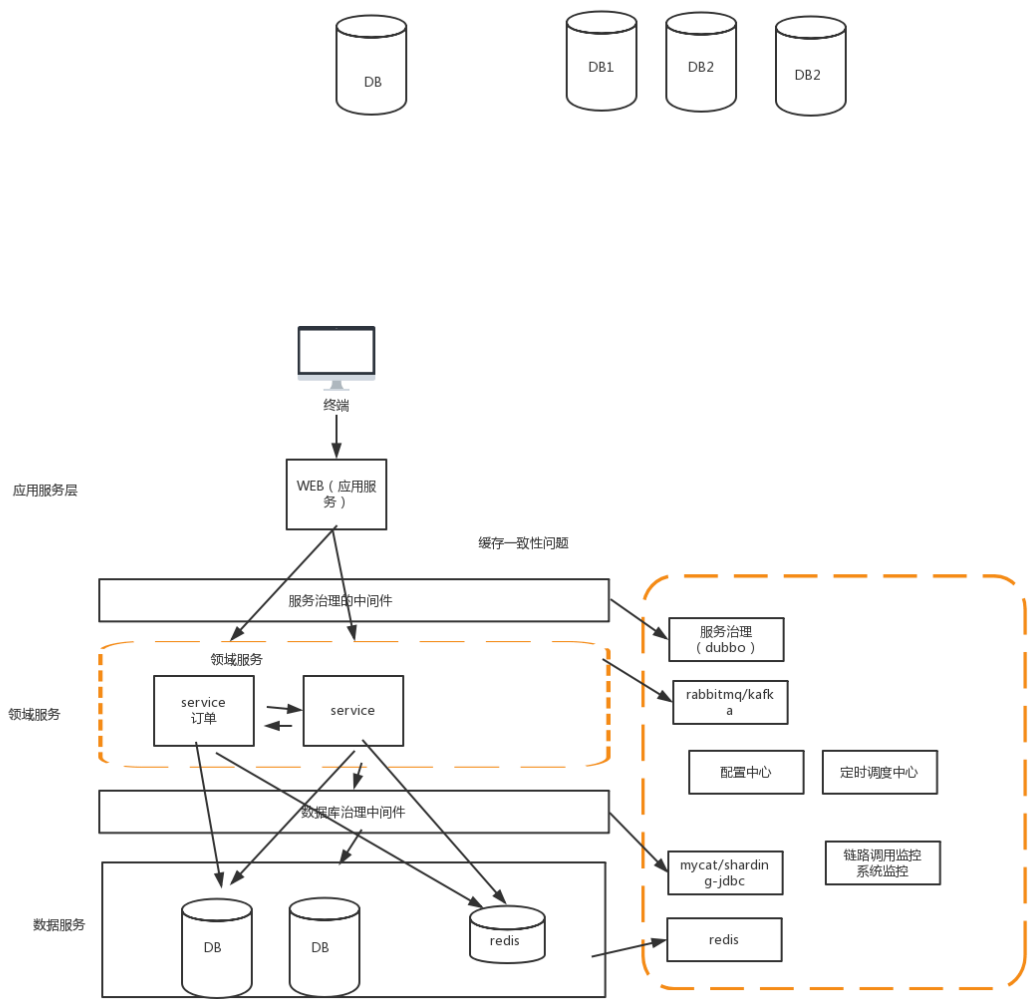 DB
DB1
DB2
DB2
终端
应用服务层
WEB（应用服
务）
缓存一致性问题
服务治理的中间件
服务治理
（dubbo）
领域服务
rabbitmq/kafk
a
service
订单
service
领域服务
配置中心
定时调度中心
数据库治理中间件
链路调用监控
系统监控
mycat/shardin
g-jdbc
数据服务
DB
DB
redis
redis